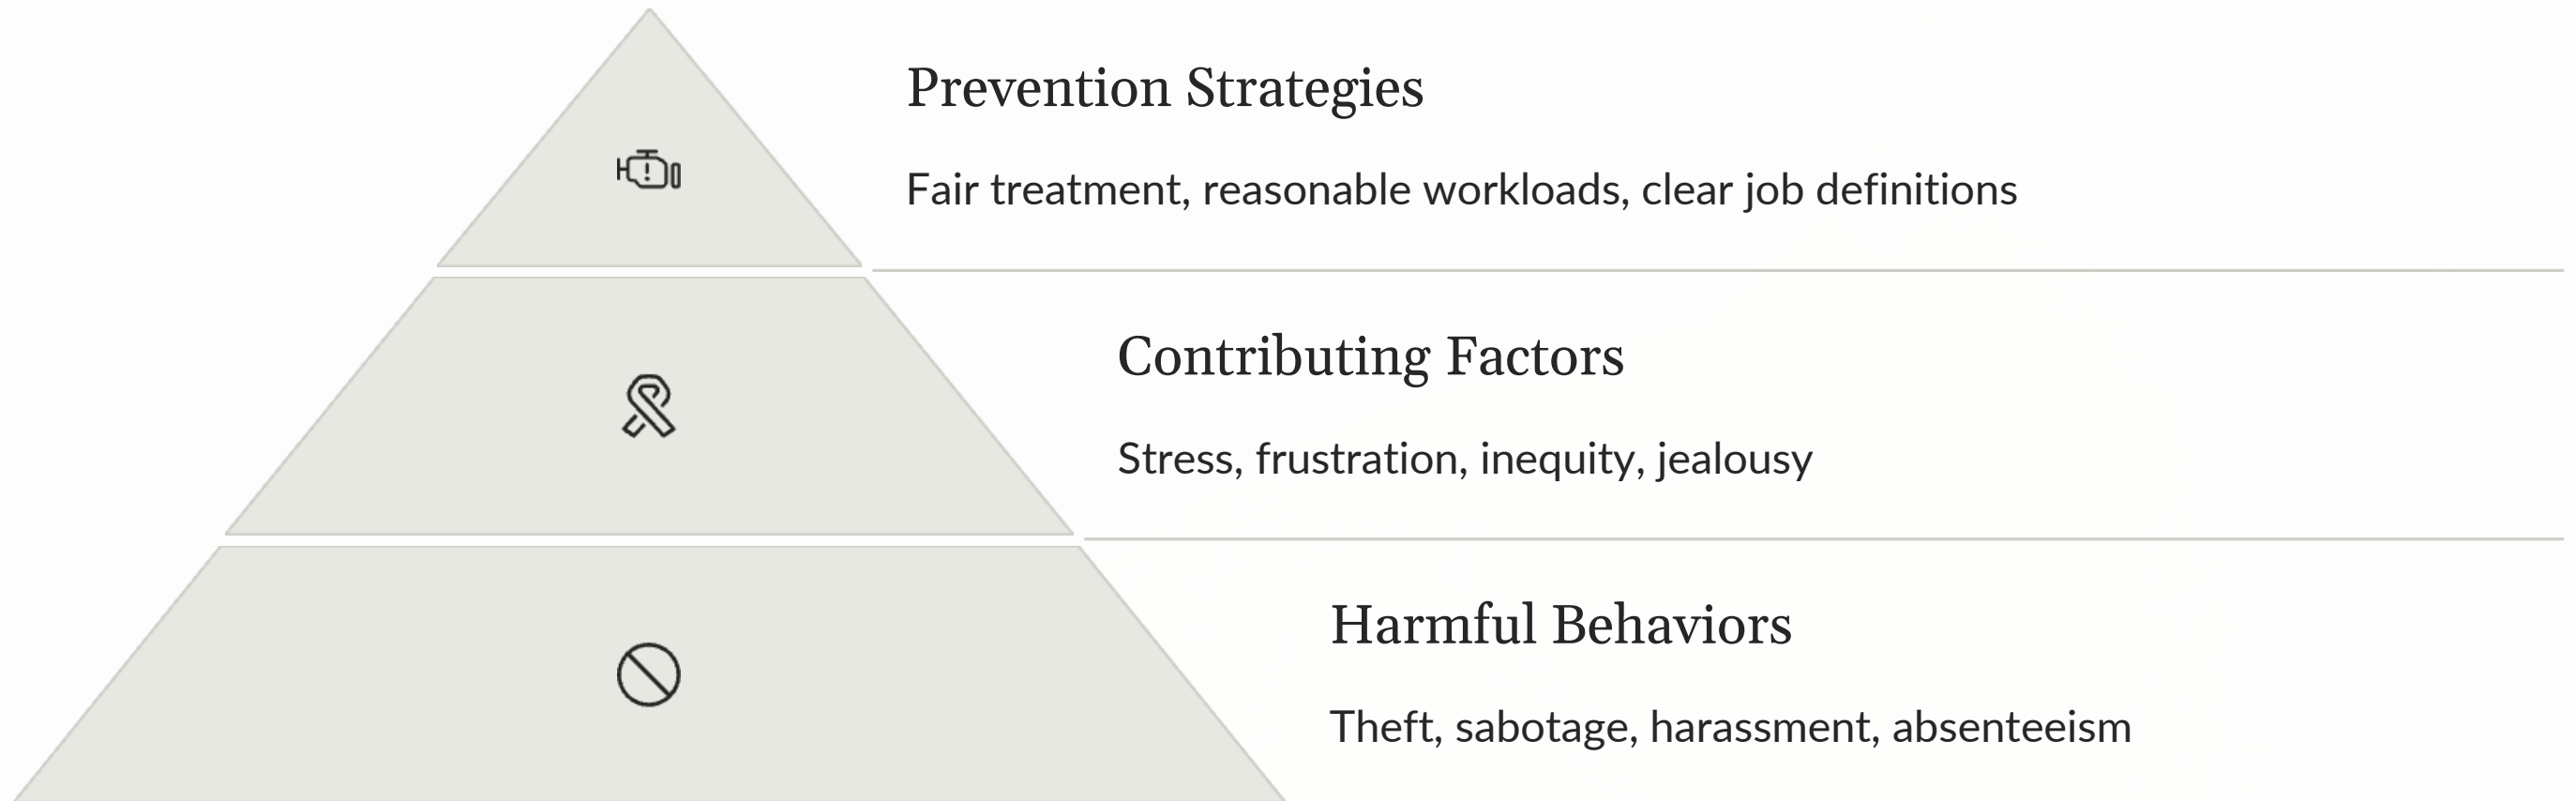 Prevention Strategies
Fair treatment, reasonable workloads, clear job definitions
Contributing Factors
Stress, frustration, inequity, jealousy
Harmful Behaviors
Theft, sabotage, harassment, absenteeism